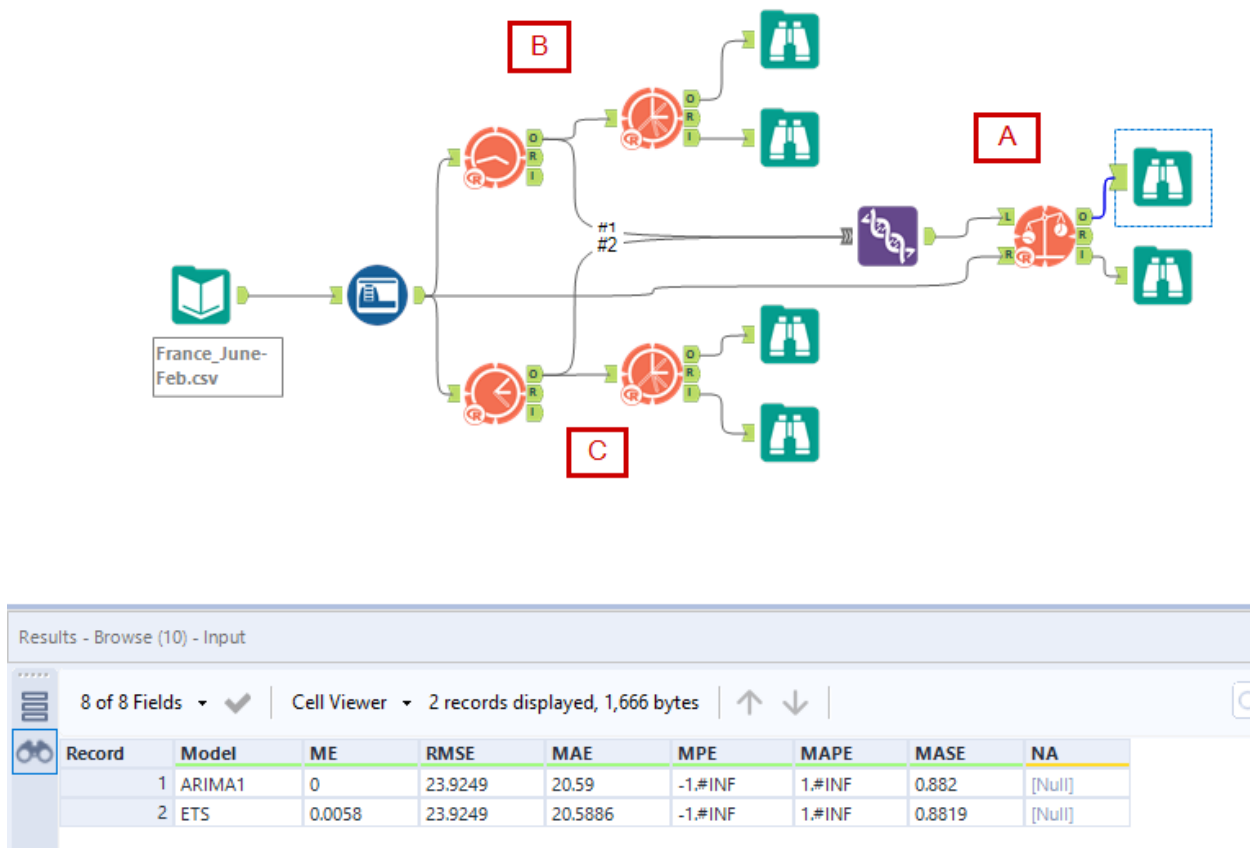 B
A
O
R
I
O
R
I
#1
#2
L
R
O
R
I
France_June-
Feb.csv
O
R
I
O
R
I
C
Results - Browse (10) - Input
8 of 8 Fields Cell Viewer 2 records displayed, 1,666 bytes
Record Model ME RMSE MAE MPE MAPE MASE NA
1 ARIMA1 0 23.9249 20.59 -1.#INF 1.#INF 0.882 [Null]
2 ETS 0.0058 23.9249 20.5886 -1.#INF 1.#INF 0.8819 [Null]